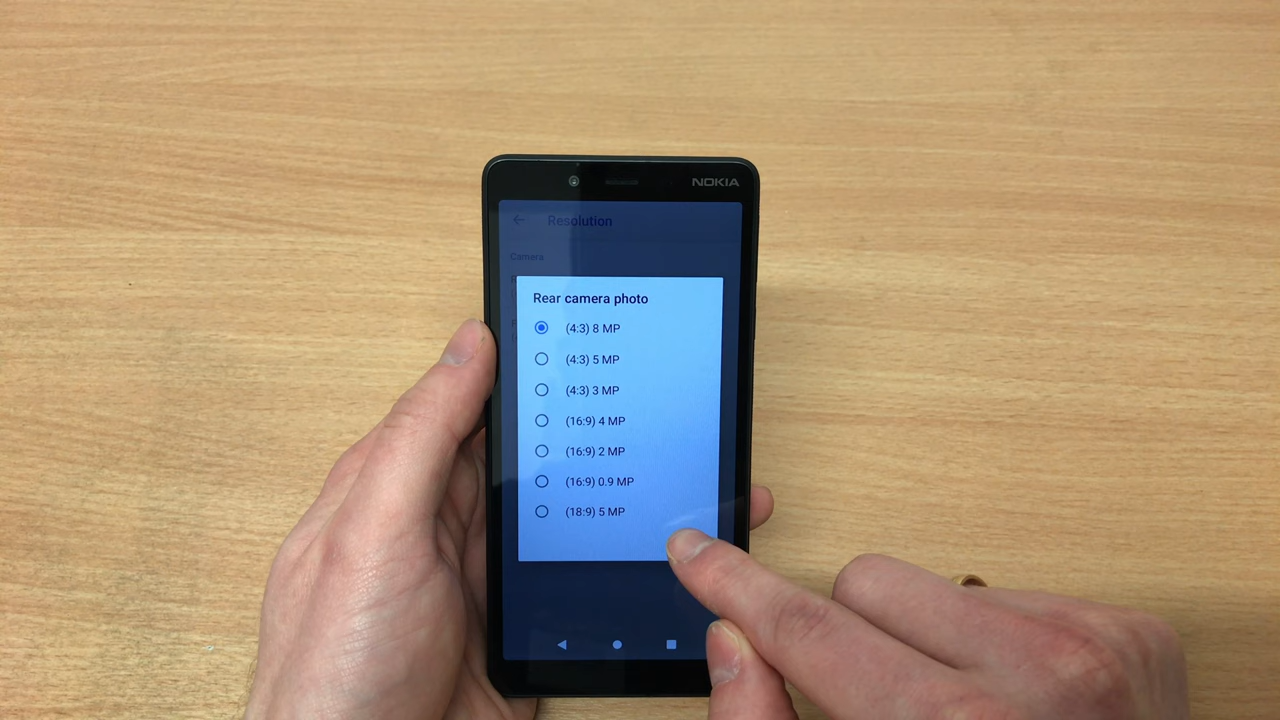 NOKIA
Resolution
Camera
Rear camera photo
(4:3) 8 MP
(4:3) 5 MP
(4:3) 3 MP
(16:9) 4 MP
(16:9) 2 MP
(16:9) 0.9 MP
(18:9) 5 MP